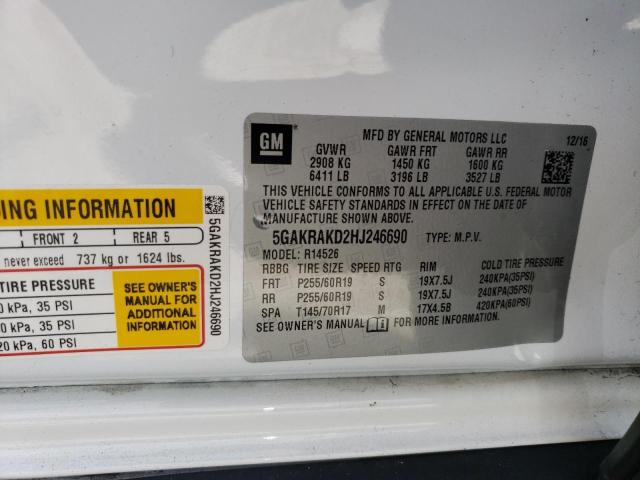 DING INFORMATION
FRONT 2 REAR 5
never exceed 737 kg or 1624 lbs.
TIRE PRESSURE
0 kPa, 35 PSI
0 kPa, 35 PSI
20 kPa, 60 PSI
SEE OWNER'S
MANUAL FOR
ADDITIONAL
INFORMATION
5GAKRAKD2HJ246690
GM
MFD BY GENERAL MOTORS LLC 12/16
GVWR GAWR FRT GAWR RR
2908 KG 1450 KG 1600 KG
6411 LB 3196 LB 3527 LB
THIS VEHICLE CONFORMS TO ALL APPLICABLE U.S. FEDERAL MOTOR
VEHICLE SAFETY STANDARDS IN EFFECT ON THE DATE OF
MANUFACTURE SHOWN ABOVE.
5GAKRAKD2HJ246690 TYPE: M.P.V.
MODEL: R14526
RBBG TIRE SIZE SPEED RTG RIM COLD TIRE PRESSURE
FRT P255/60R19 S 19X7.5J 240KPA(35PSI)
RR P255/60R19 S 19X7.5J 240KPA(35PSI)
SPA T145/70R17 M 17X4.5B 420KPA(60PSI)
SEE OWNER'S MANUAL FOR MORE INFORMATION.